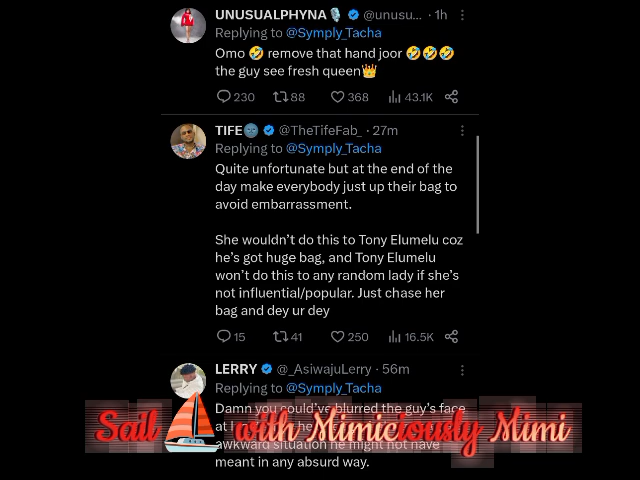 UNUSUALPHYNA🎙️ @unusu... · 1h
Replying to @Symply_Tacha
Omo 🤣 remove that hand joor 🤣🤣🤣
the guy see fresh queen👑
230 88 368 43.1K
TIFE🌚 @TheTifeFab_ · 27m
Replying to @Symply_Tacha
Quite unfortunate but at the end of the
day make everybody just up their bag to
avoid embarrassment.
She wouldn't do this to Tony Elumelu coz
he's got huge bag, and Tony Elumelu
won't do this to any random lady if she's
not influential/popular. Just chase her
bag and dey ur dey
15 41 250 16.5K
LERRY @_AsiwajuLerry · 56m
Replying to @Symply_Tacha
Damn you could've blurred the guy's face
at
Sail with Mimiciously Mimi
awkward situation he might not have
meant in any absurd way.